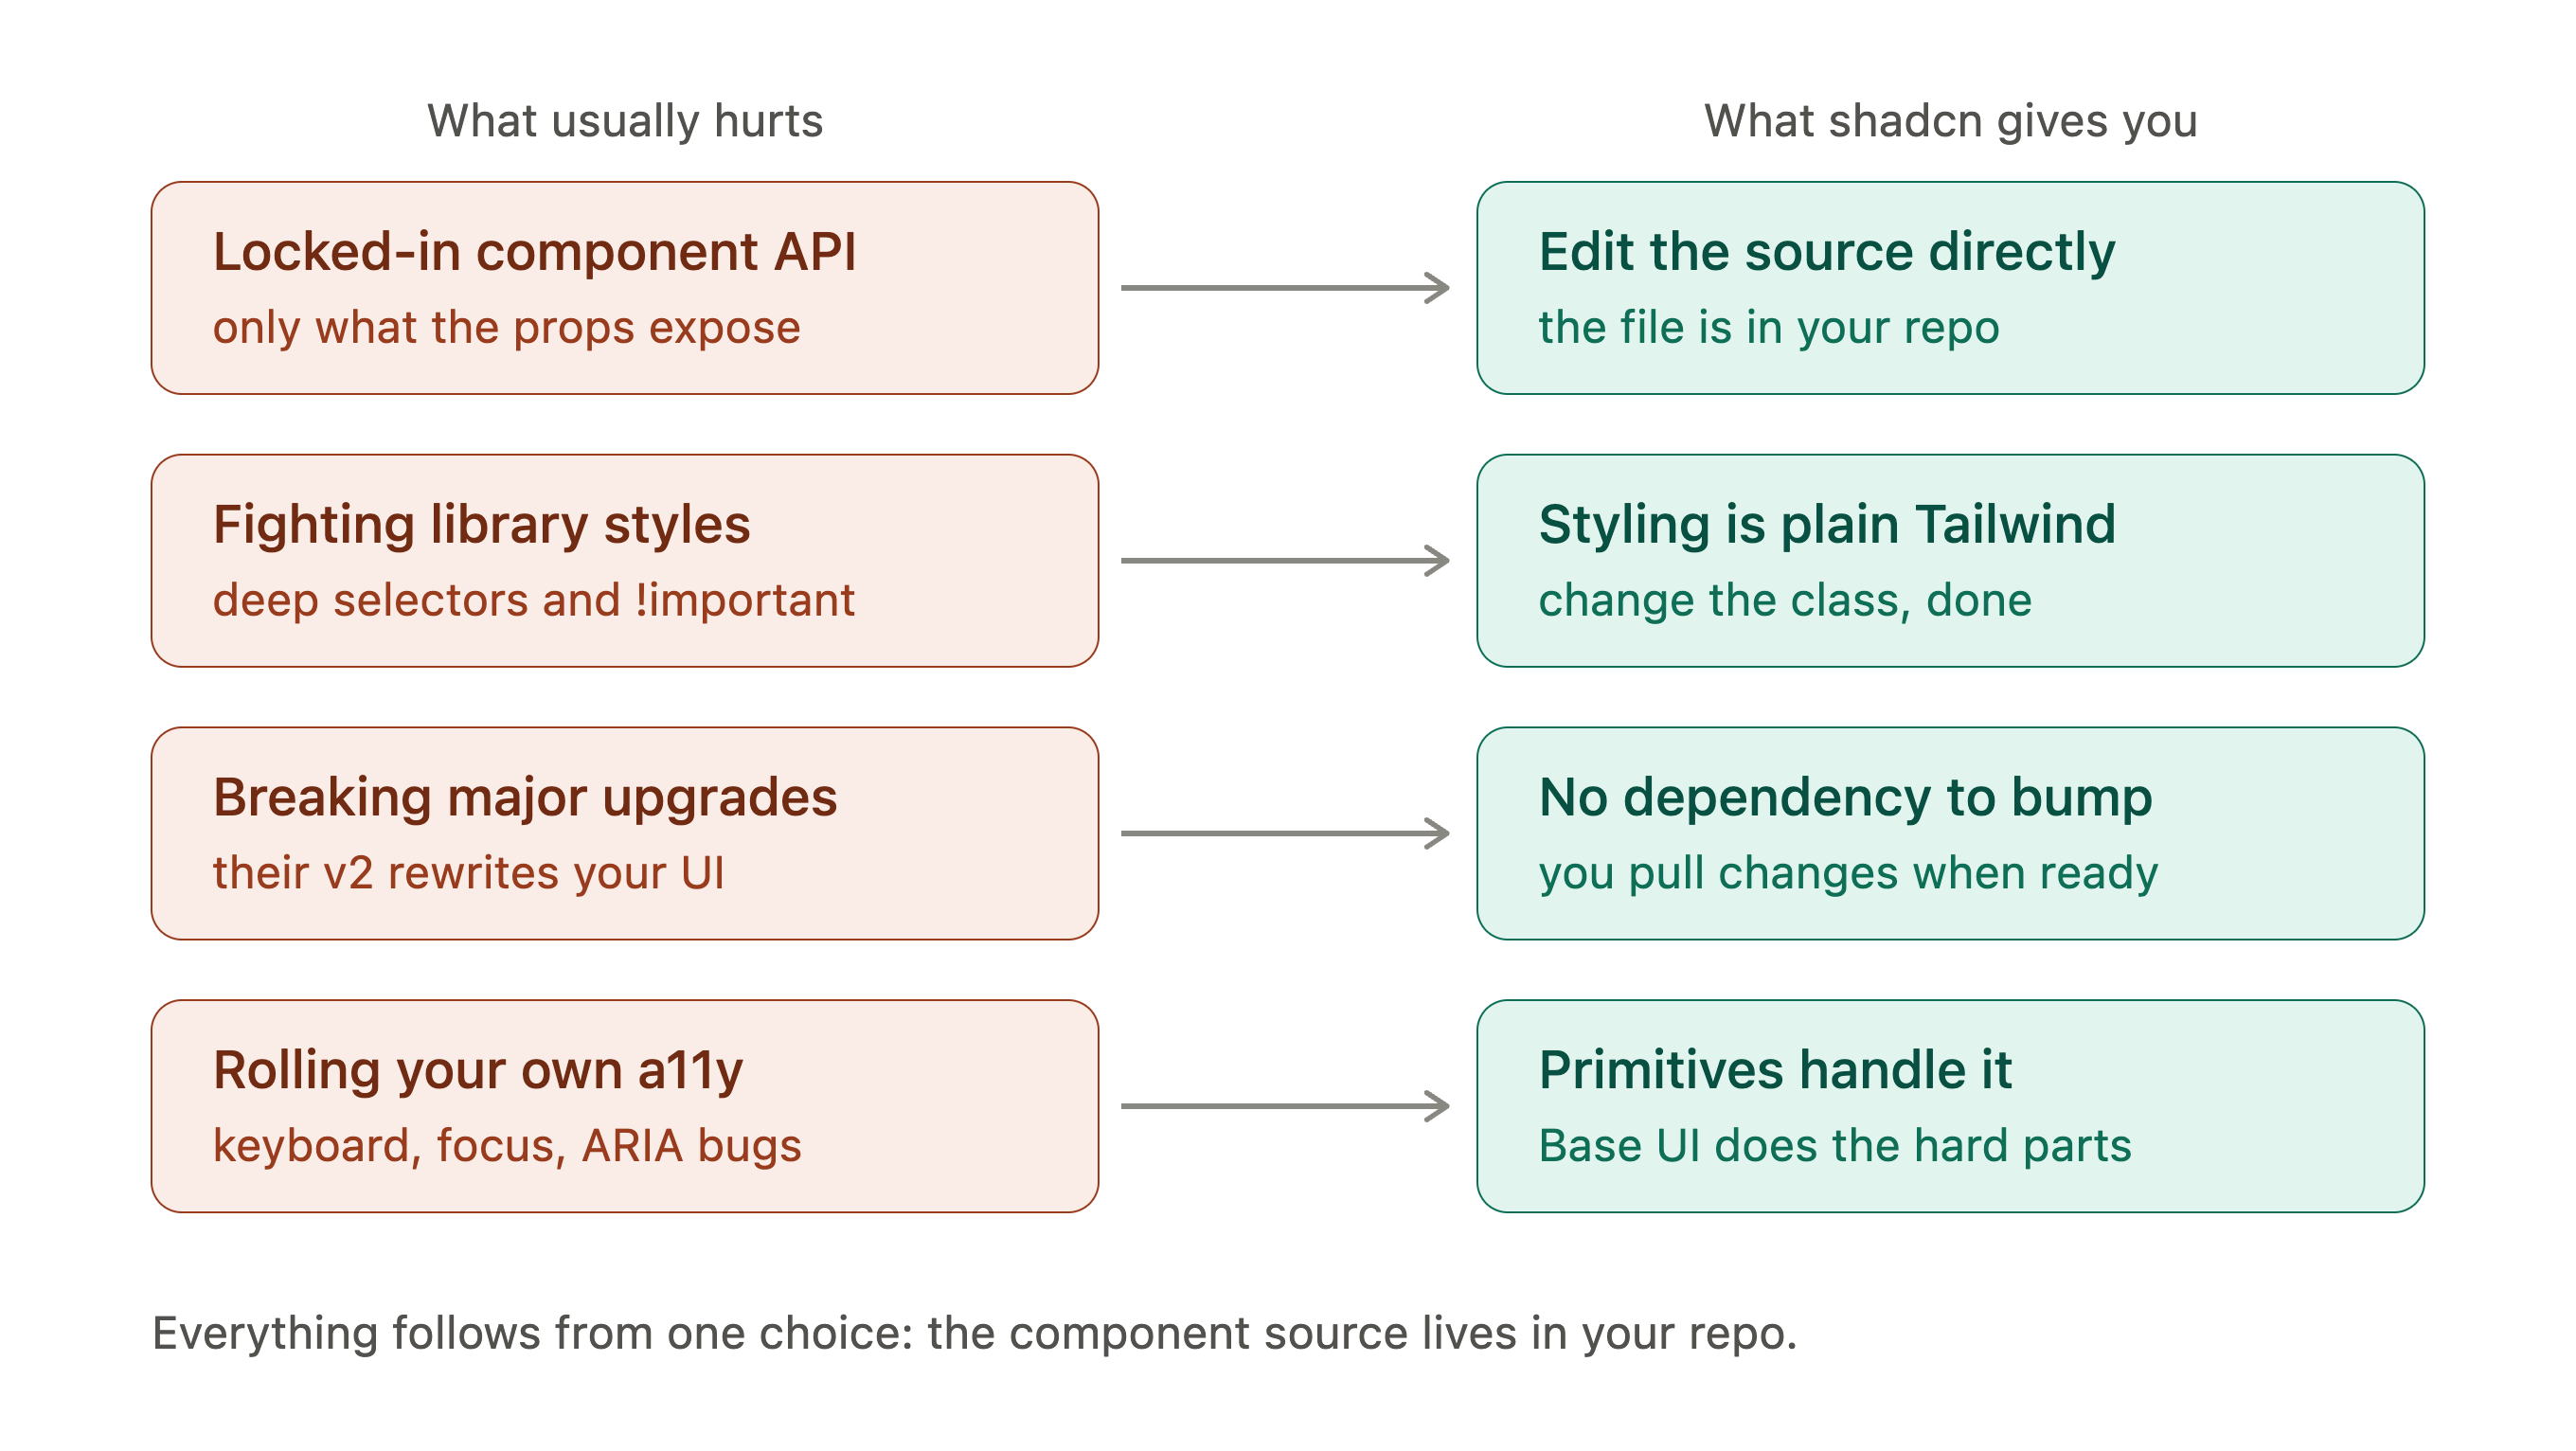 What usually hurts
What shadcn gives you
Locked-in component API
only what the props expose
Edit the source directly
the file is in your repo
Fighting library styles
deep selectors and !important
Styling is plain Tailwind
change the class, done
Breaking major upgrades
their v2 rewrites your UI
No dependency to bump
you pull changes when ready
Rolling your own a11y
keyboard, focus, ARIA bugs
Primitives handle it
Base UI does the hard parts
Everything follows from one choice: the component source lives in your repo.